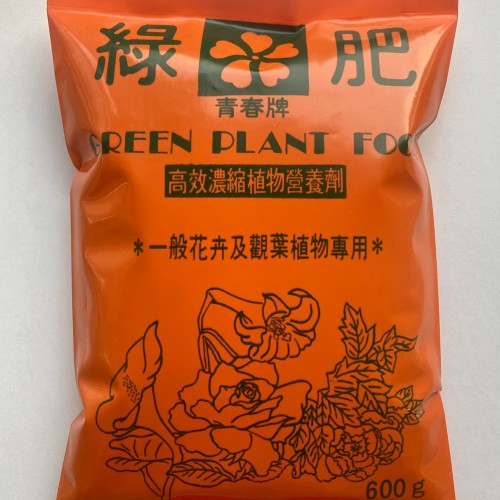 綠肥
青春牌
GREEN PLANT FOO
高效濃縮植物營養劑
*一般花卉及觀葉植物專用*
600g